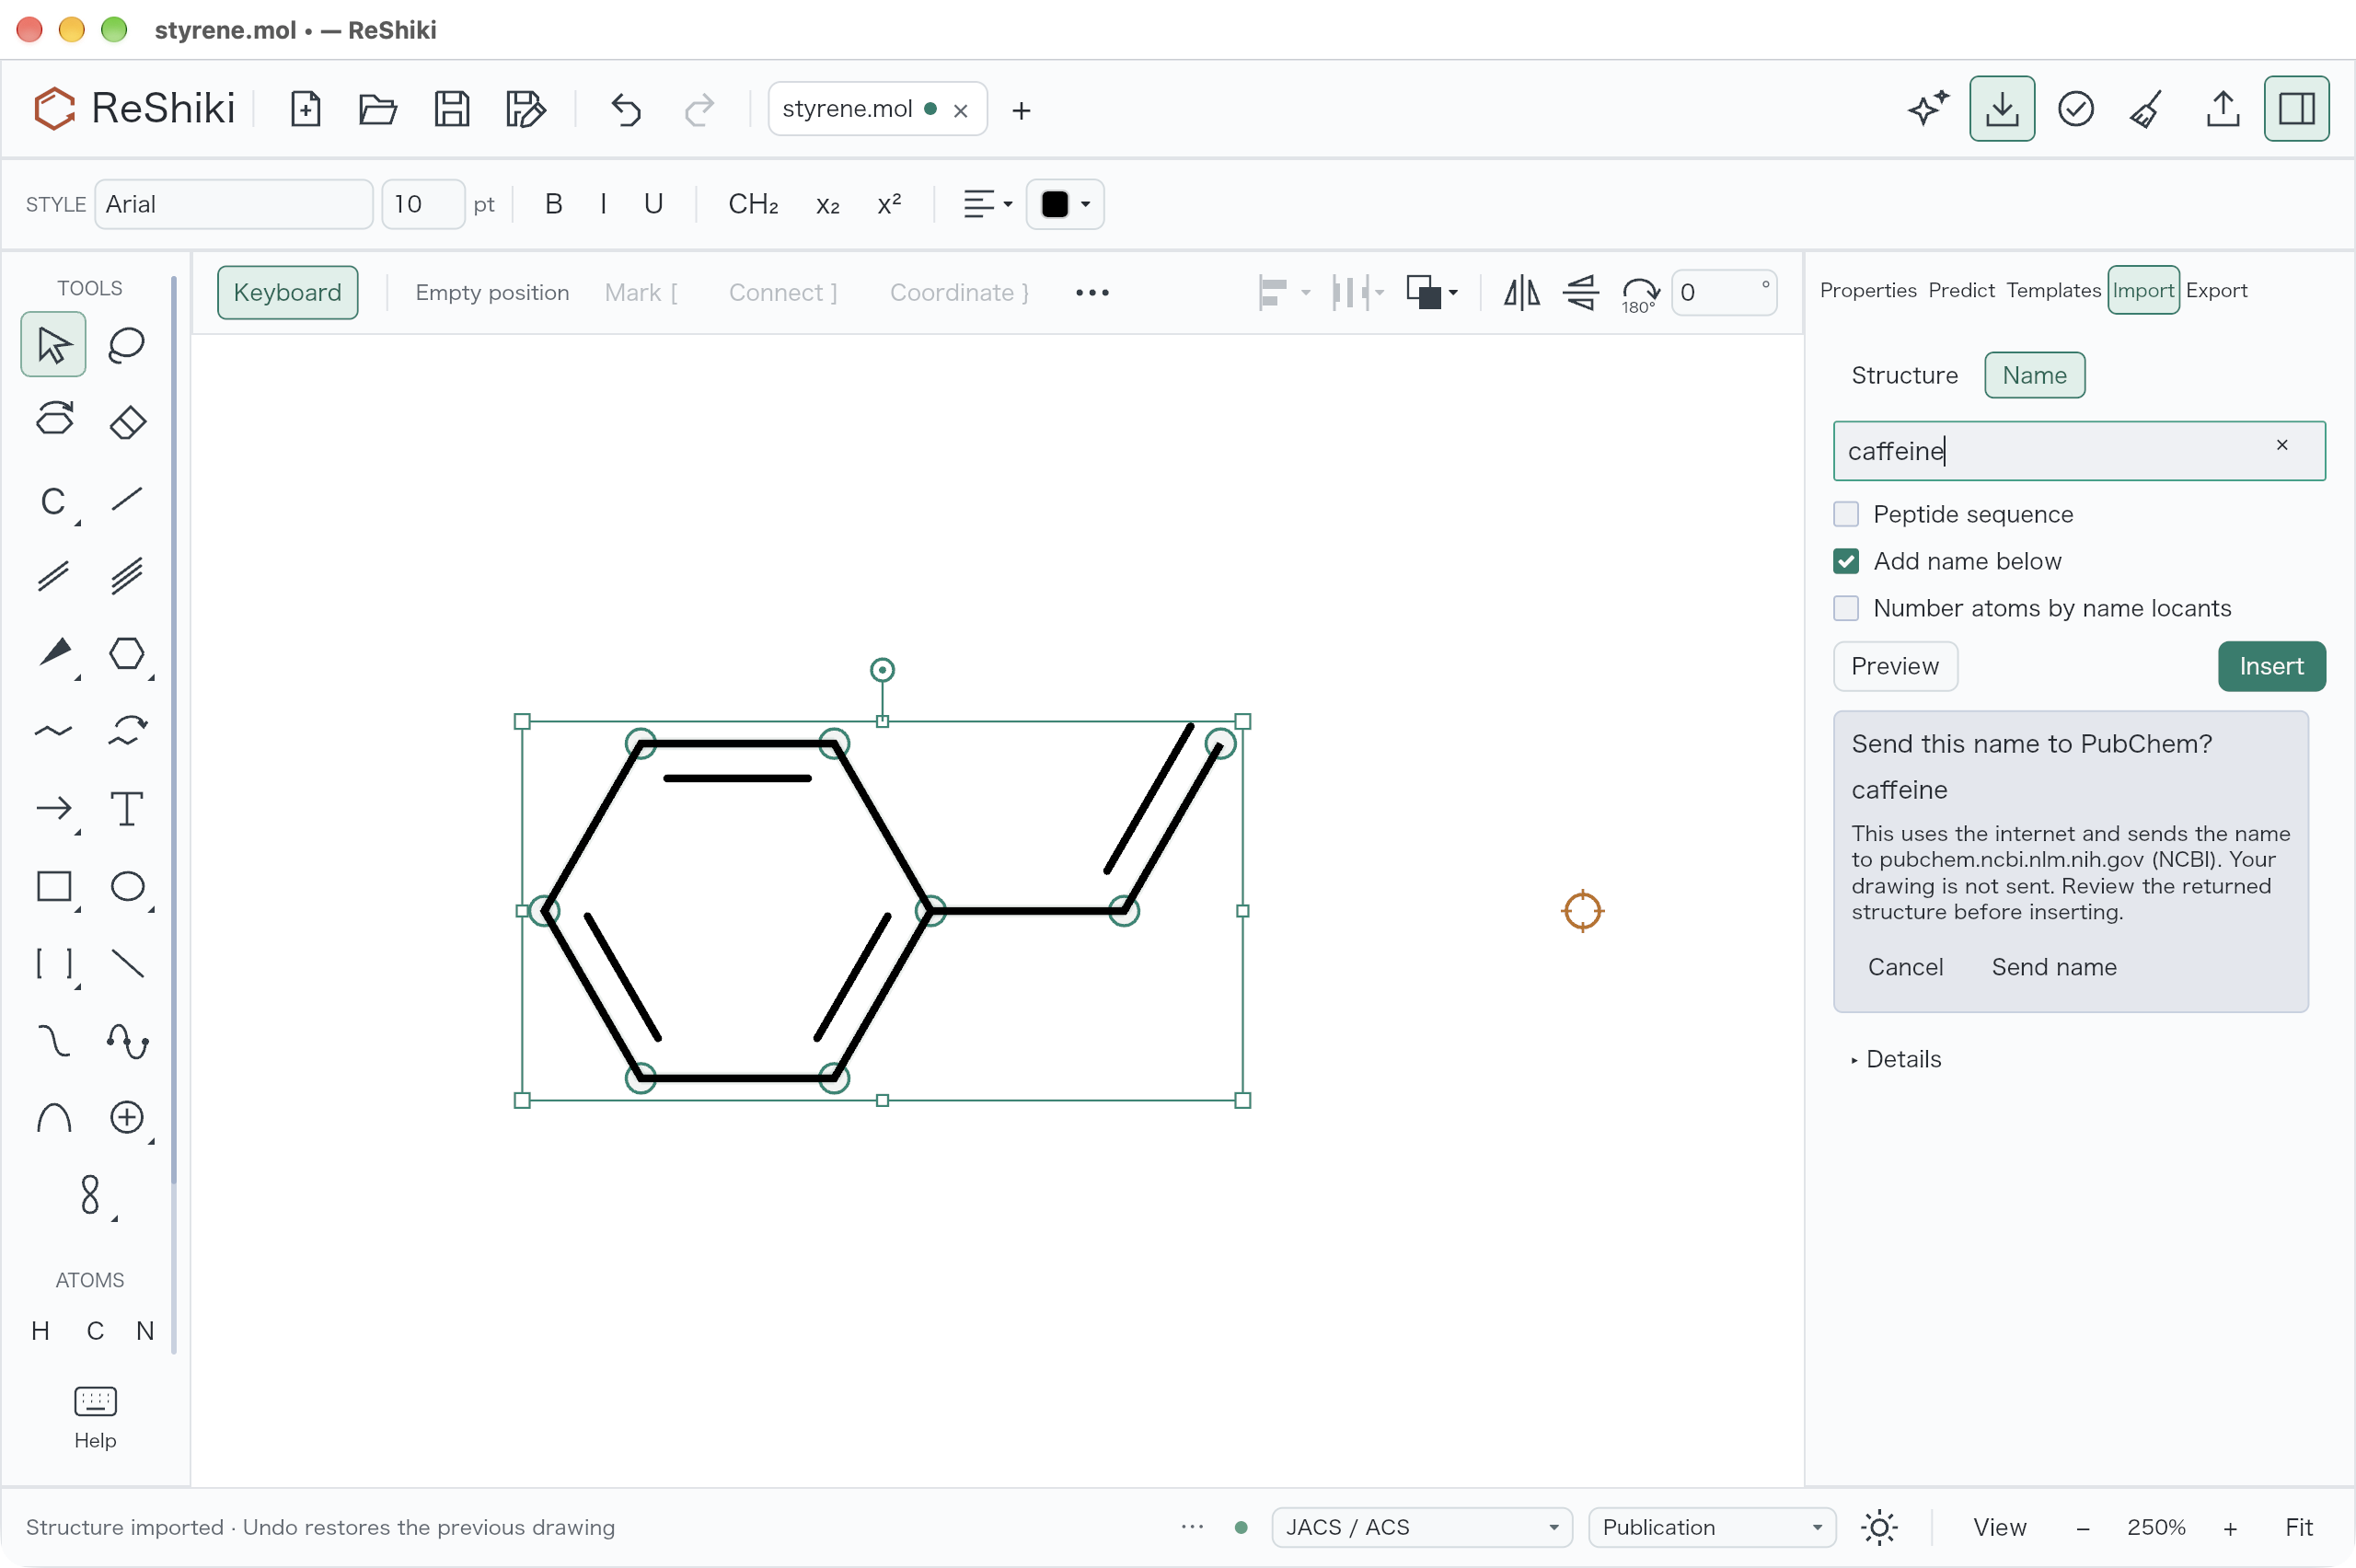 styrene.mol • — ReShiki
ReShiki
styrene.mol ● × +
STYLE Arial 10 pt B I U CH₂ x₂ x²
TOOLS
Keyboard Empty position Mark [ Connect ] Coordinate } ••• 180° 0 °
Properties Predict Templates Import Export
Structure Name
caffeine ×
Peptide sequence
Add name below
Number atoms by name locants
Preview Insert
Send this name to PubChem?
caffeine
This uses the internet and sends the name
to pubchem.ncbi.nlm.nih.gov (NCBI). Your
drawing is not sent. Review the returned
structure before inserting.
Cancel Send name
Details
C
T
[ ]
ATOMS
H C N
Help
Structure imported · Undo restores the previous drawing
··· JACS / ACS Publication View − 250% + Fit